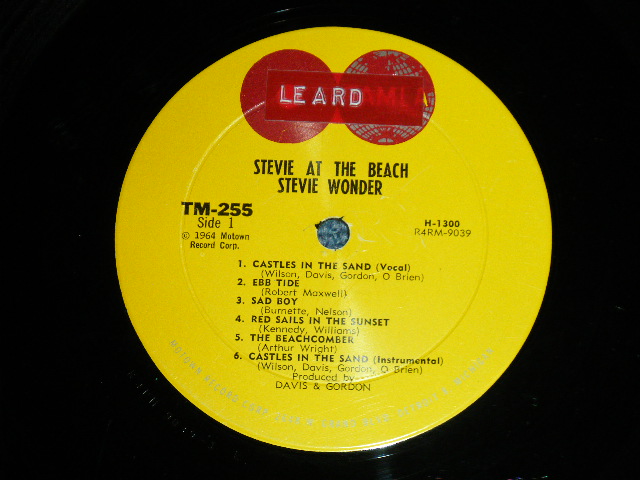 LEARD
STEVIE AT THE BEACH
STEVIE WONDER
TM-255
Side 1
© 1964 Motown
Record Corp.
H-1300
R4RM-9039
1. CASTLES IN THE SAND (Vocal)
(Wilson, Davis, Gordon, O Brien)
2. EBB TIDE
(Robert Maxwell)
3. SAD BOY
(Burnette, Nelson)
4. RED SAILS IN THE SUNSET
(Kennedy, Williams)
5. THE BEACHCOMBER
(Arthur Wright)
6. CASTLES IN THE SAND (Instrumental)
(Wilson, Davis, Gordon, O Brien)
Produced by
DAVIS & GORDON